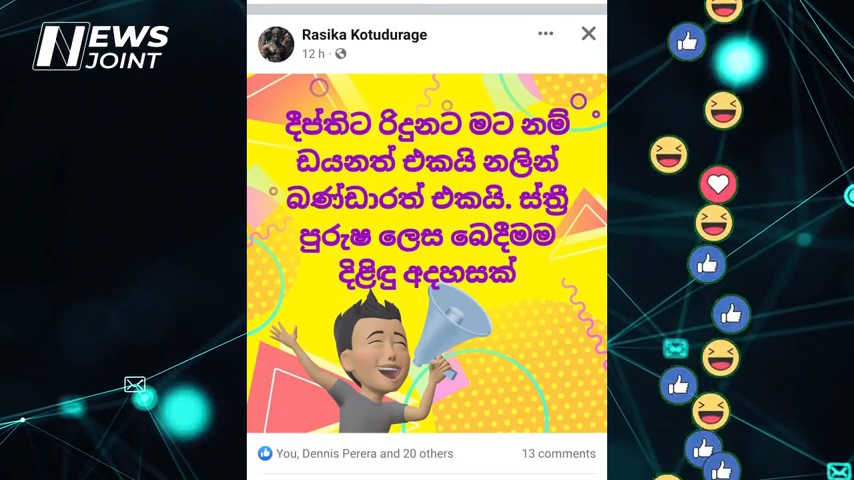 NEWS
JOINT
Rasika Kotudurage
12 h ·
දීප්තිට රිදුනට මට නම්
ඩයනත් එකයි නලින්
බණ්ඩාරත් එකයි. ස්ත්‍රී
පුරුෂ ලෙස බෙදීමම
දිළිඳු අදහසක්
You, Dennis Perera and 20 others
13 comments